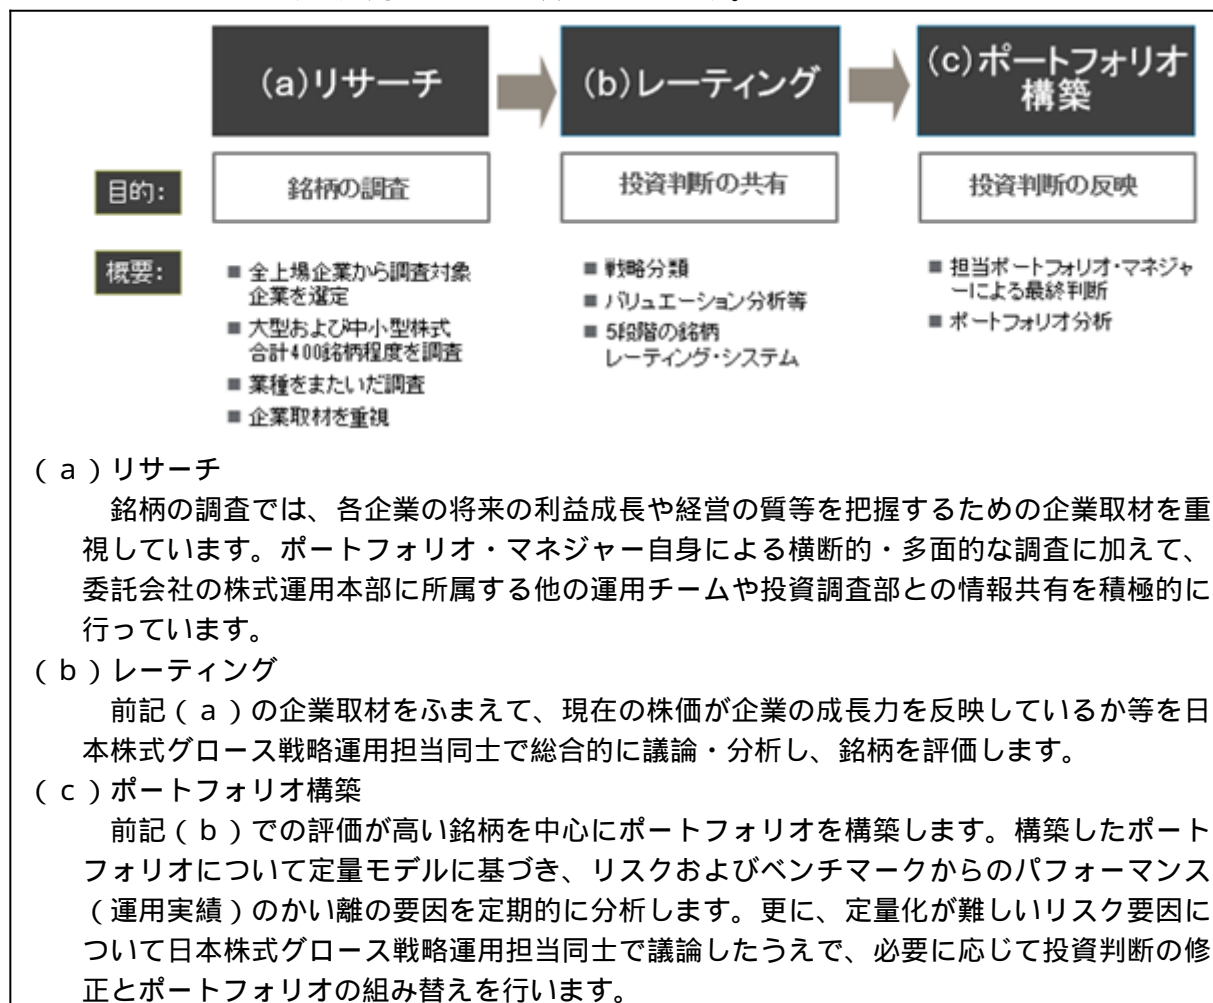 (a)リサーチ
(b)レーティング
(c)ポートフォリオ
構築
目的:
銘柄の調査
投資判断の共有
投資判断の反映
概要:
■ 全上場企業から調査対象
企業を選定
■ 大型および中小型株式
合計400銘柄程度を調査
■ 業種をまたいだ調査
■ 企業取材を重視
■ 戦略分類
■ バリュエーション分析等
■ 5段階の銘柄
レーティング・システム
■ 担当ポートフォリオ・マネジャ
ーによる最終判断
■ ポートフォリオ分析
(a)リサーチ
銘柄の調査では、各企業の将来の利益成長や経営の質等を把握するための企業取材を重
視しています。ポートフォリオ・マネジャー自身による横断的・多面的な調査に加えて、
委託会社の株式運用本部に所属する他の運用チームや投資調査部との情報共有を積極的に
行っています。
(b)レーティング
前記(a)の企業取材をふまえて、現在の株価が企業の成長力を反映しているか等を日
本株式グロース戦略運用担当同士で総合的に議論・分析し、銘柄を評価します。
(c)ポートフォリオ構築
前記(b)での評価が高い銘柄を中心にポートフォリオを構築します。構築したポート
フォリオについて定量モデルに基づき、リスクおよびベンチマークからのパフォーマンス
(運用実績)のかい離の要因を定期的に分析します。更に、定量化が難しいリスク要因に
ついて日本株式グロース戦略運用担当同士で議論したうえで、必要に応じて投資判断の修
正とポートフォリオの組み替えを行います。